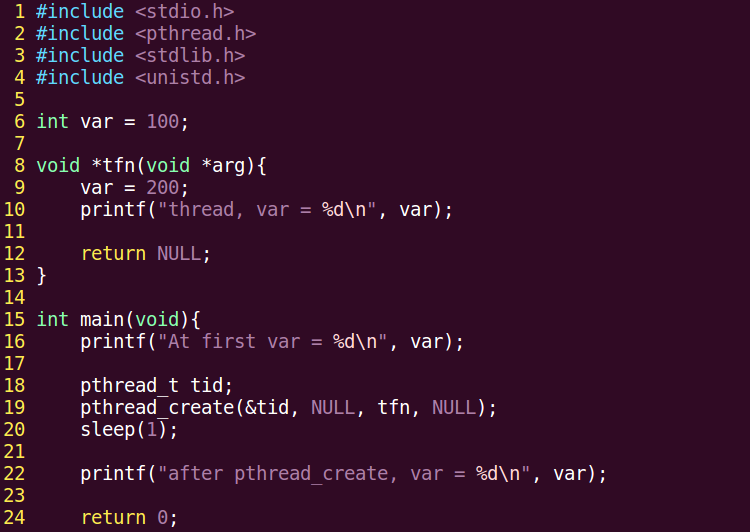 1 #include <stdio.h>
2 #include <pthread.h>
3 #include <stdlib.h>
4 #include <unistd.h>
5
6 int var = 100;
7
8 void *tfn(void *arg){
9     var = 200;
10     printf("thread, var = %d\n", var);
11
12     return NULL;
13 }
14
15 int main(void){
16     printf("At first var = %d\n", var);
17
18     pthread_t tid;
19     pthread_create(&tid, NULL, tfn, NULL);
20     sleep(1);
21
22     printf("after pthread_create, var = %d\n", var);
23
24     return 0;